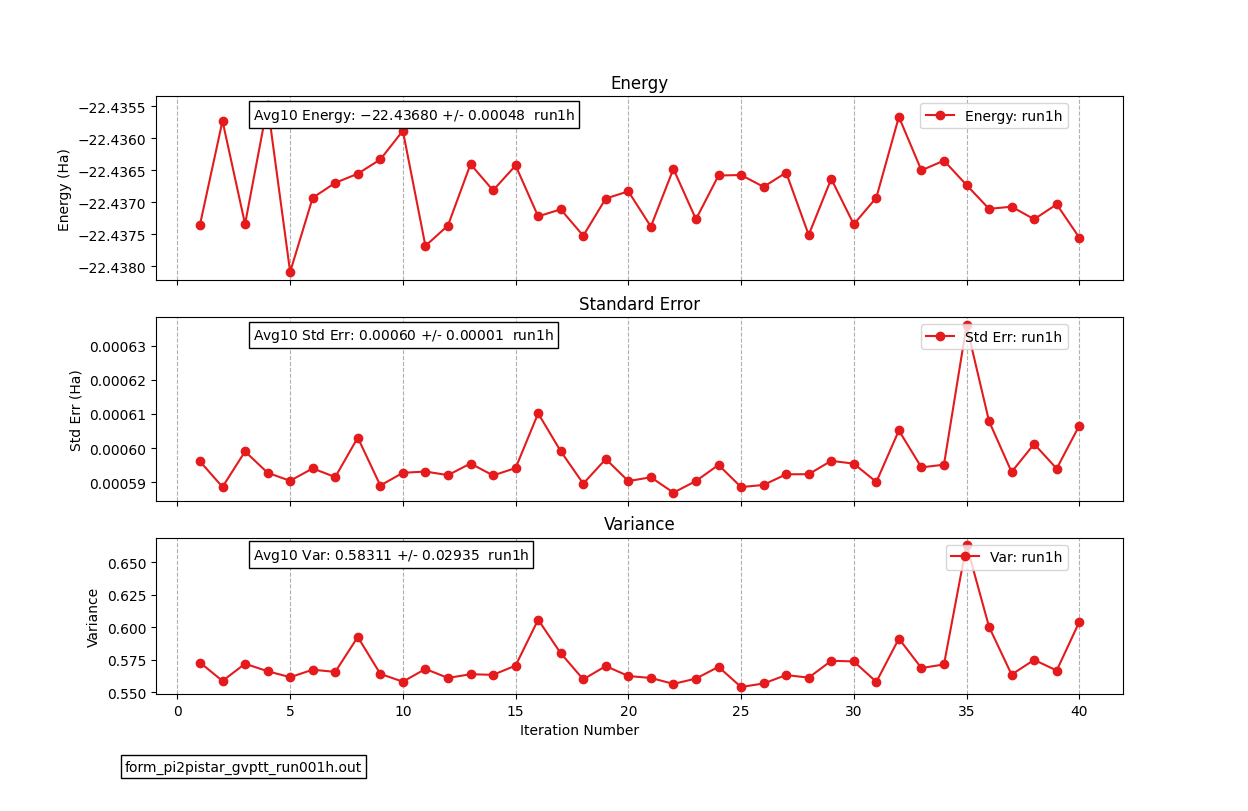 Energy
Avg10 Energy: −22.43680 +/- 0.00048 run1h
Energy: run1h
Energy (Ha)
−22.4355
−22.4360
−22.4365
−22.4370
−22.4375
−22.4380
Standard Error
Avg10 Std Err: 0.00060 +/- 0.00001 run1h
Std Err: run1h
Std Err (Ha)
0.00063
0.00062
0.00061
0.00060
0.00059
Variance
Avg10 Var: 0.58311 +/- 0.02935 run1h
Var: run1h
Variance
0.650
0.625
0.600
0.575
0.550
0 5 10 15 20 25 30 35 40
Iteration Number
form_pi2pistar_gvptt_run001h.out